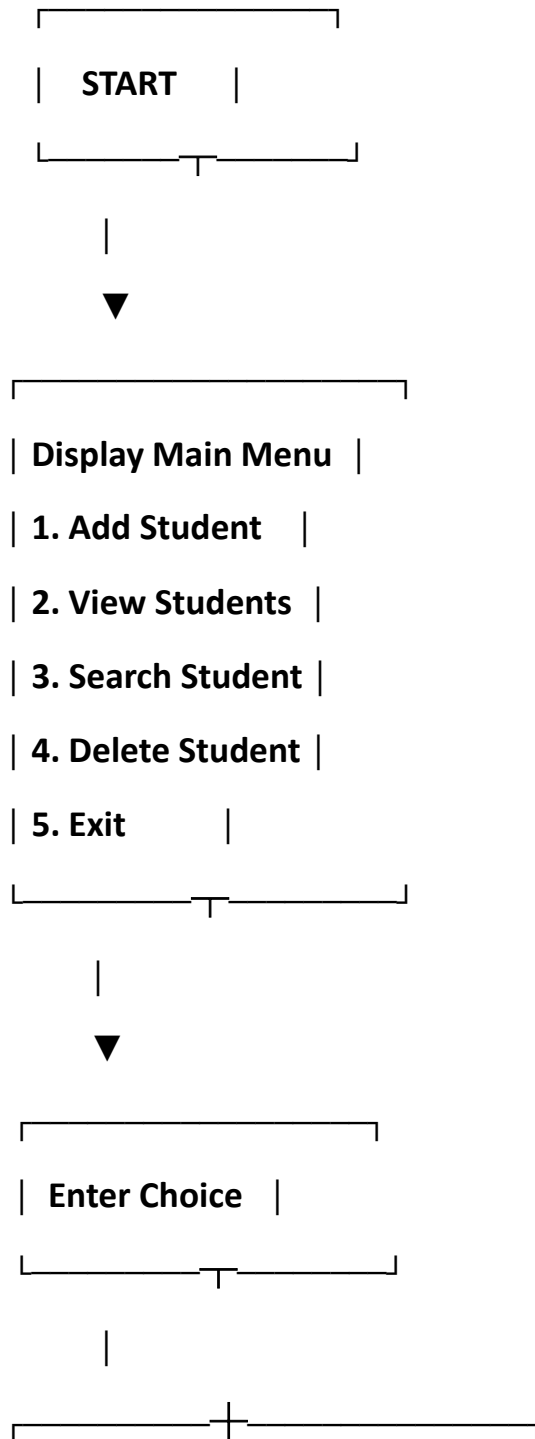 START
Display Main Menu
1. Add Student
2. View Students
3. Search Student
4. Delete Student
5. Exit
Enter Choice